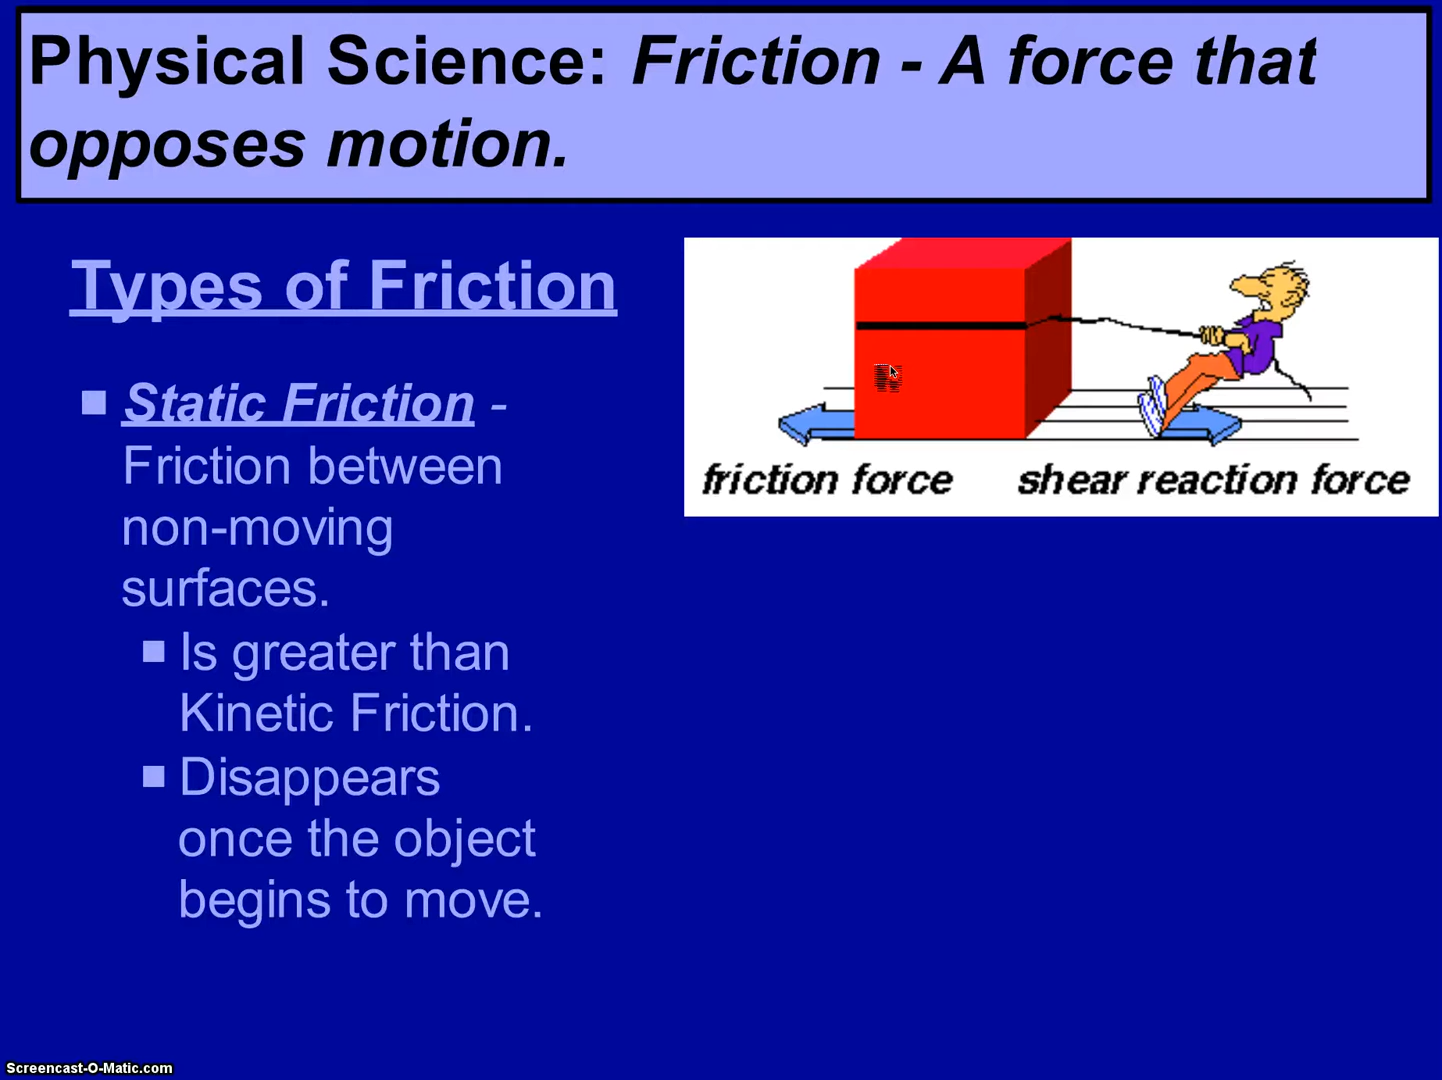 Physical Science: Friction - A force that
opposes motion.
Types of Friction
Static Friction -
Friction between
non-moving
surfaces.
Is greater than
Kinetic Friction.
Disappears
once the object
begins to move.
friction force
shear reaction force
Screencast-O-Matic.com